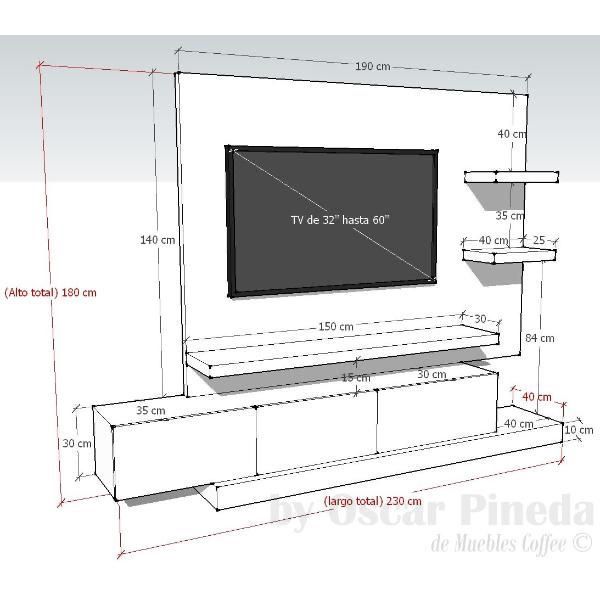 190 cm
40 cm
35 cm
40 cm
25
TV de 32" hasta 60"
140 cm
(Alto total) 180 cm
150 cm
30
84 cm
15 cm
30 cm
35 cm
30 cm
40 cm
40 cm
10 cm
(largo total) 230 cm
by Oscar Pineda
de Muebles Coffee ©